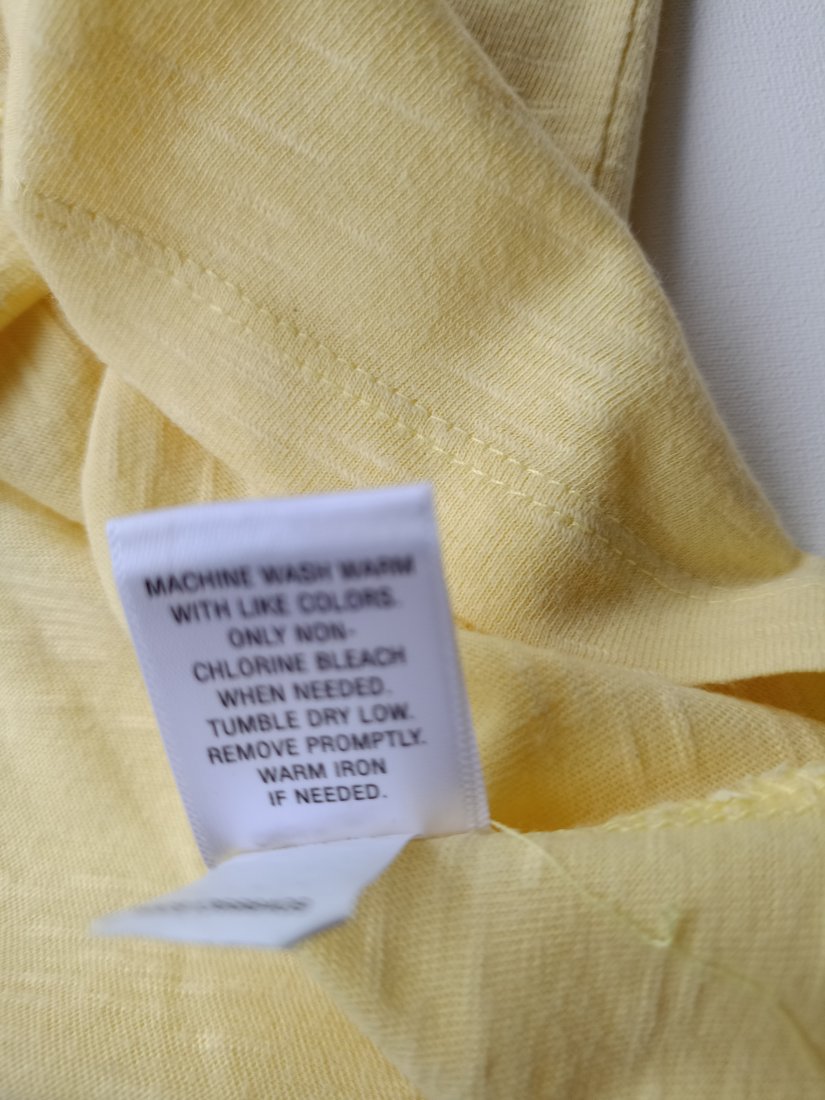 MACHINE WASH WARM
WITH LIKE COLORS.
ONLY NON-
CHLORINE BLEACH
WHEN NEEDED.
TUMBLE DRY LOW.
REMOVE PROMPTLY.
WARM IRON
IF NEEDED.